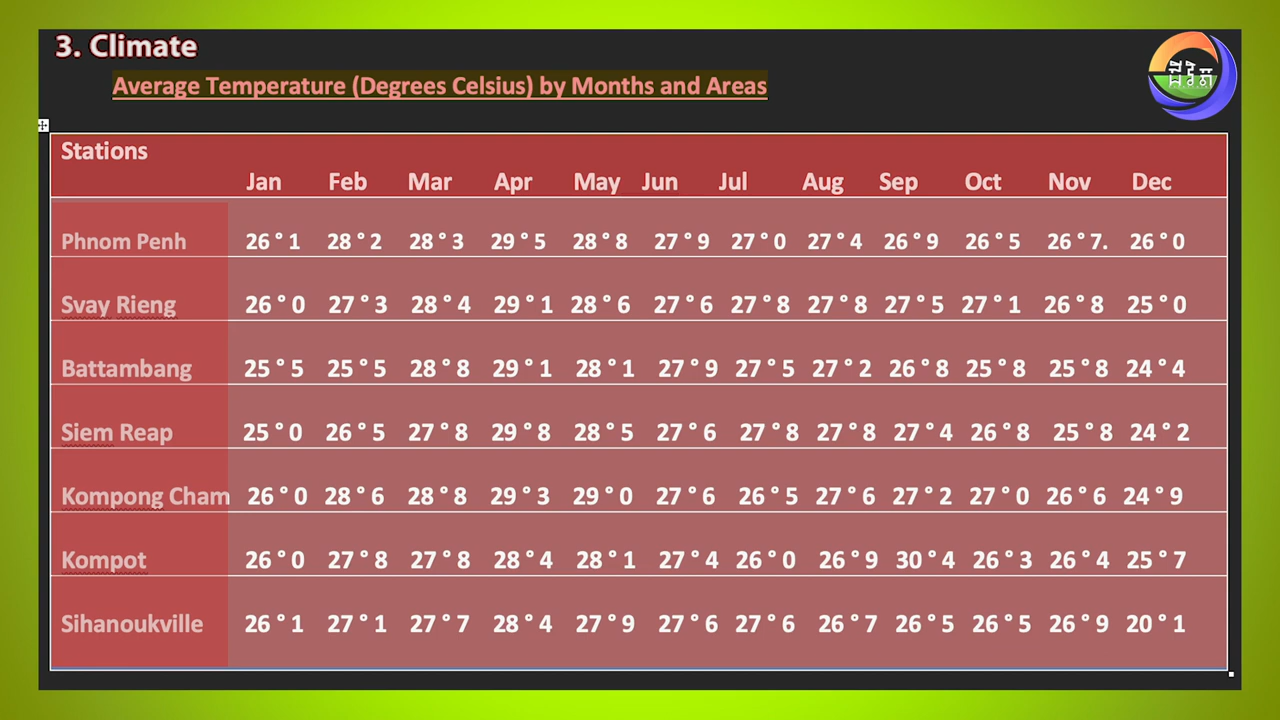 3. Climate
Average Temperature (Degrees Celsius) by Months and Areas
Stations
Jan Feb Mar Apr May Jun Jul Aug Sep Oct Nov Dec
Phnom Penh 26°1 28°2 28°3 29°5 28°8 27°9 27°0 27°4 26°9 26°5 26°7. 26°0
Svay Rieng 26°0 27°3 28°4 29°1 28°6 27°6 27°8 27°8 27°5 27°1 26°8 25°0
Battambang 25°5 25°5 28°8 29°1 28°1 27°9 27°5 27°2 26°8 25°8 25°8 24°4
Siem Reap 25°0 26°5 27°8 29°8 28°5 27°6 27°8 27°8 27°4 26°8 25°8 24°2
Kompong Cham 26°0 28°6 28°8 29°3 29°0 27°6 26°5 27°6 27°2 27°0 26°6 24°9
Kompot 26°0 27°8 27°8 28°4 28°1 27°4 26°0 26°9 30°4 26°3 26°4 25°7
Sihanoukville 26°1 27°1 27°7 28°4 27°9 27°6 27°6 26°7 26°5 26°5 26°9 20°1